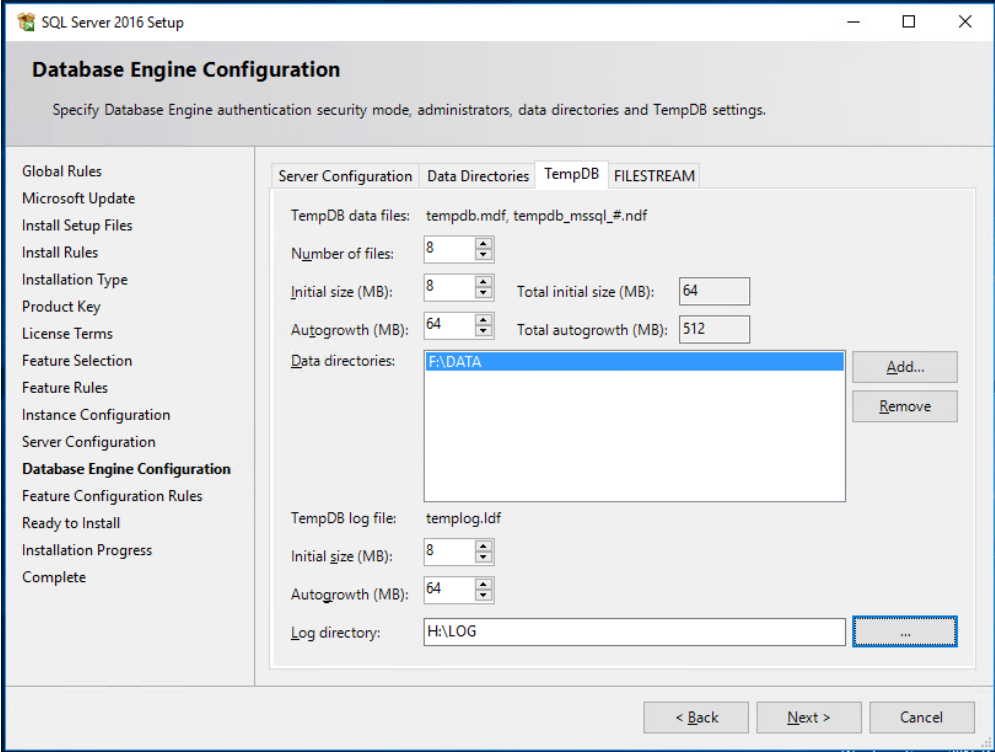 SQL Server 2016 Setup
Database Engine Configuration
Specify Database Engine authentication security mode, administrators, data directories and TempDB settings.
Global Rules
Microsoft Update
Install Setup Files
Install Rules
Installation Type
Product Key
License Terms
Feature Selection
Feature Rules
Instance Configuration
Server Configuration
Database Engine Configuration
Feature Configuration Rules
Ready to Install
Installation Progress
Complete
Server Configuration Data Directories TempDB FILESTREAM
TempDB data files: tempdb.mdf, tempdb_mssql_#.ndf
Number of files: 8
Initial size (MB): 8 Total initial size (MB): 64
Autogrowth (MB): 64 Total autogrowth (MB): 512
Data directories: F:\DATA Add...
Remove
TempDB log file: templog.ldf
Initial size (MB): 8
Autogrowth (MB): 64
Log directory: H:\LOG ...
< Back Next > Cancel